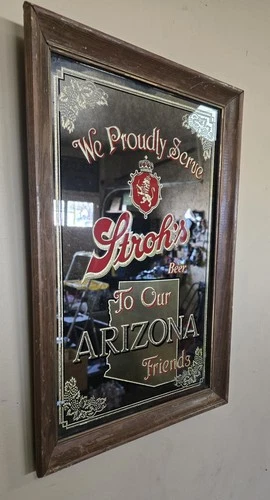 We Proudly Serve
Stroh's
Beer
To Our
ARIZONA
Friends